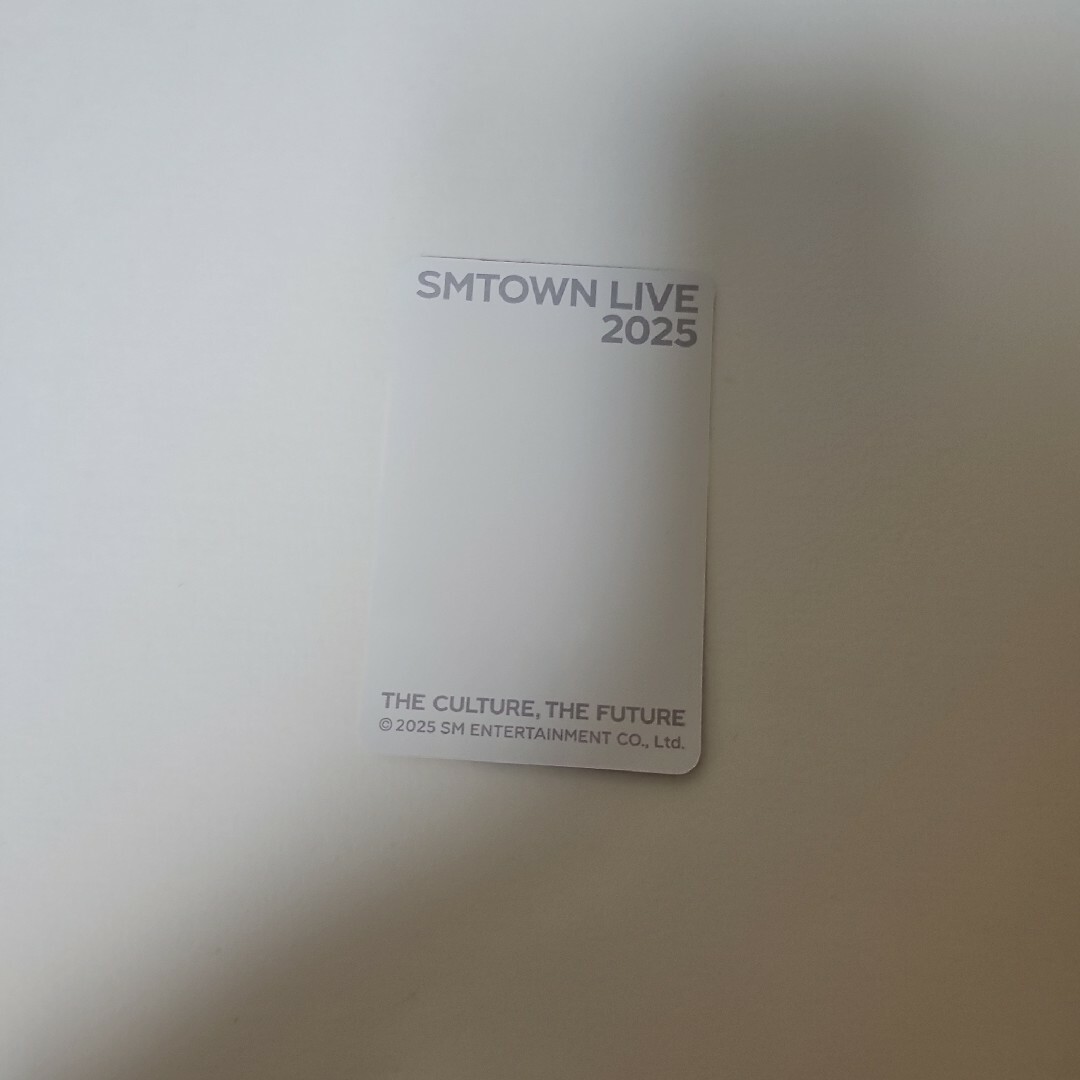 SMTOWN LIVE
2025
THE CULTURE, THE FUTURE
© 2025 SM ENTERTAINMENT CO., Ltd.